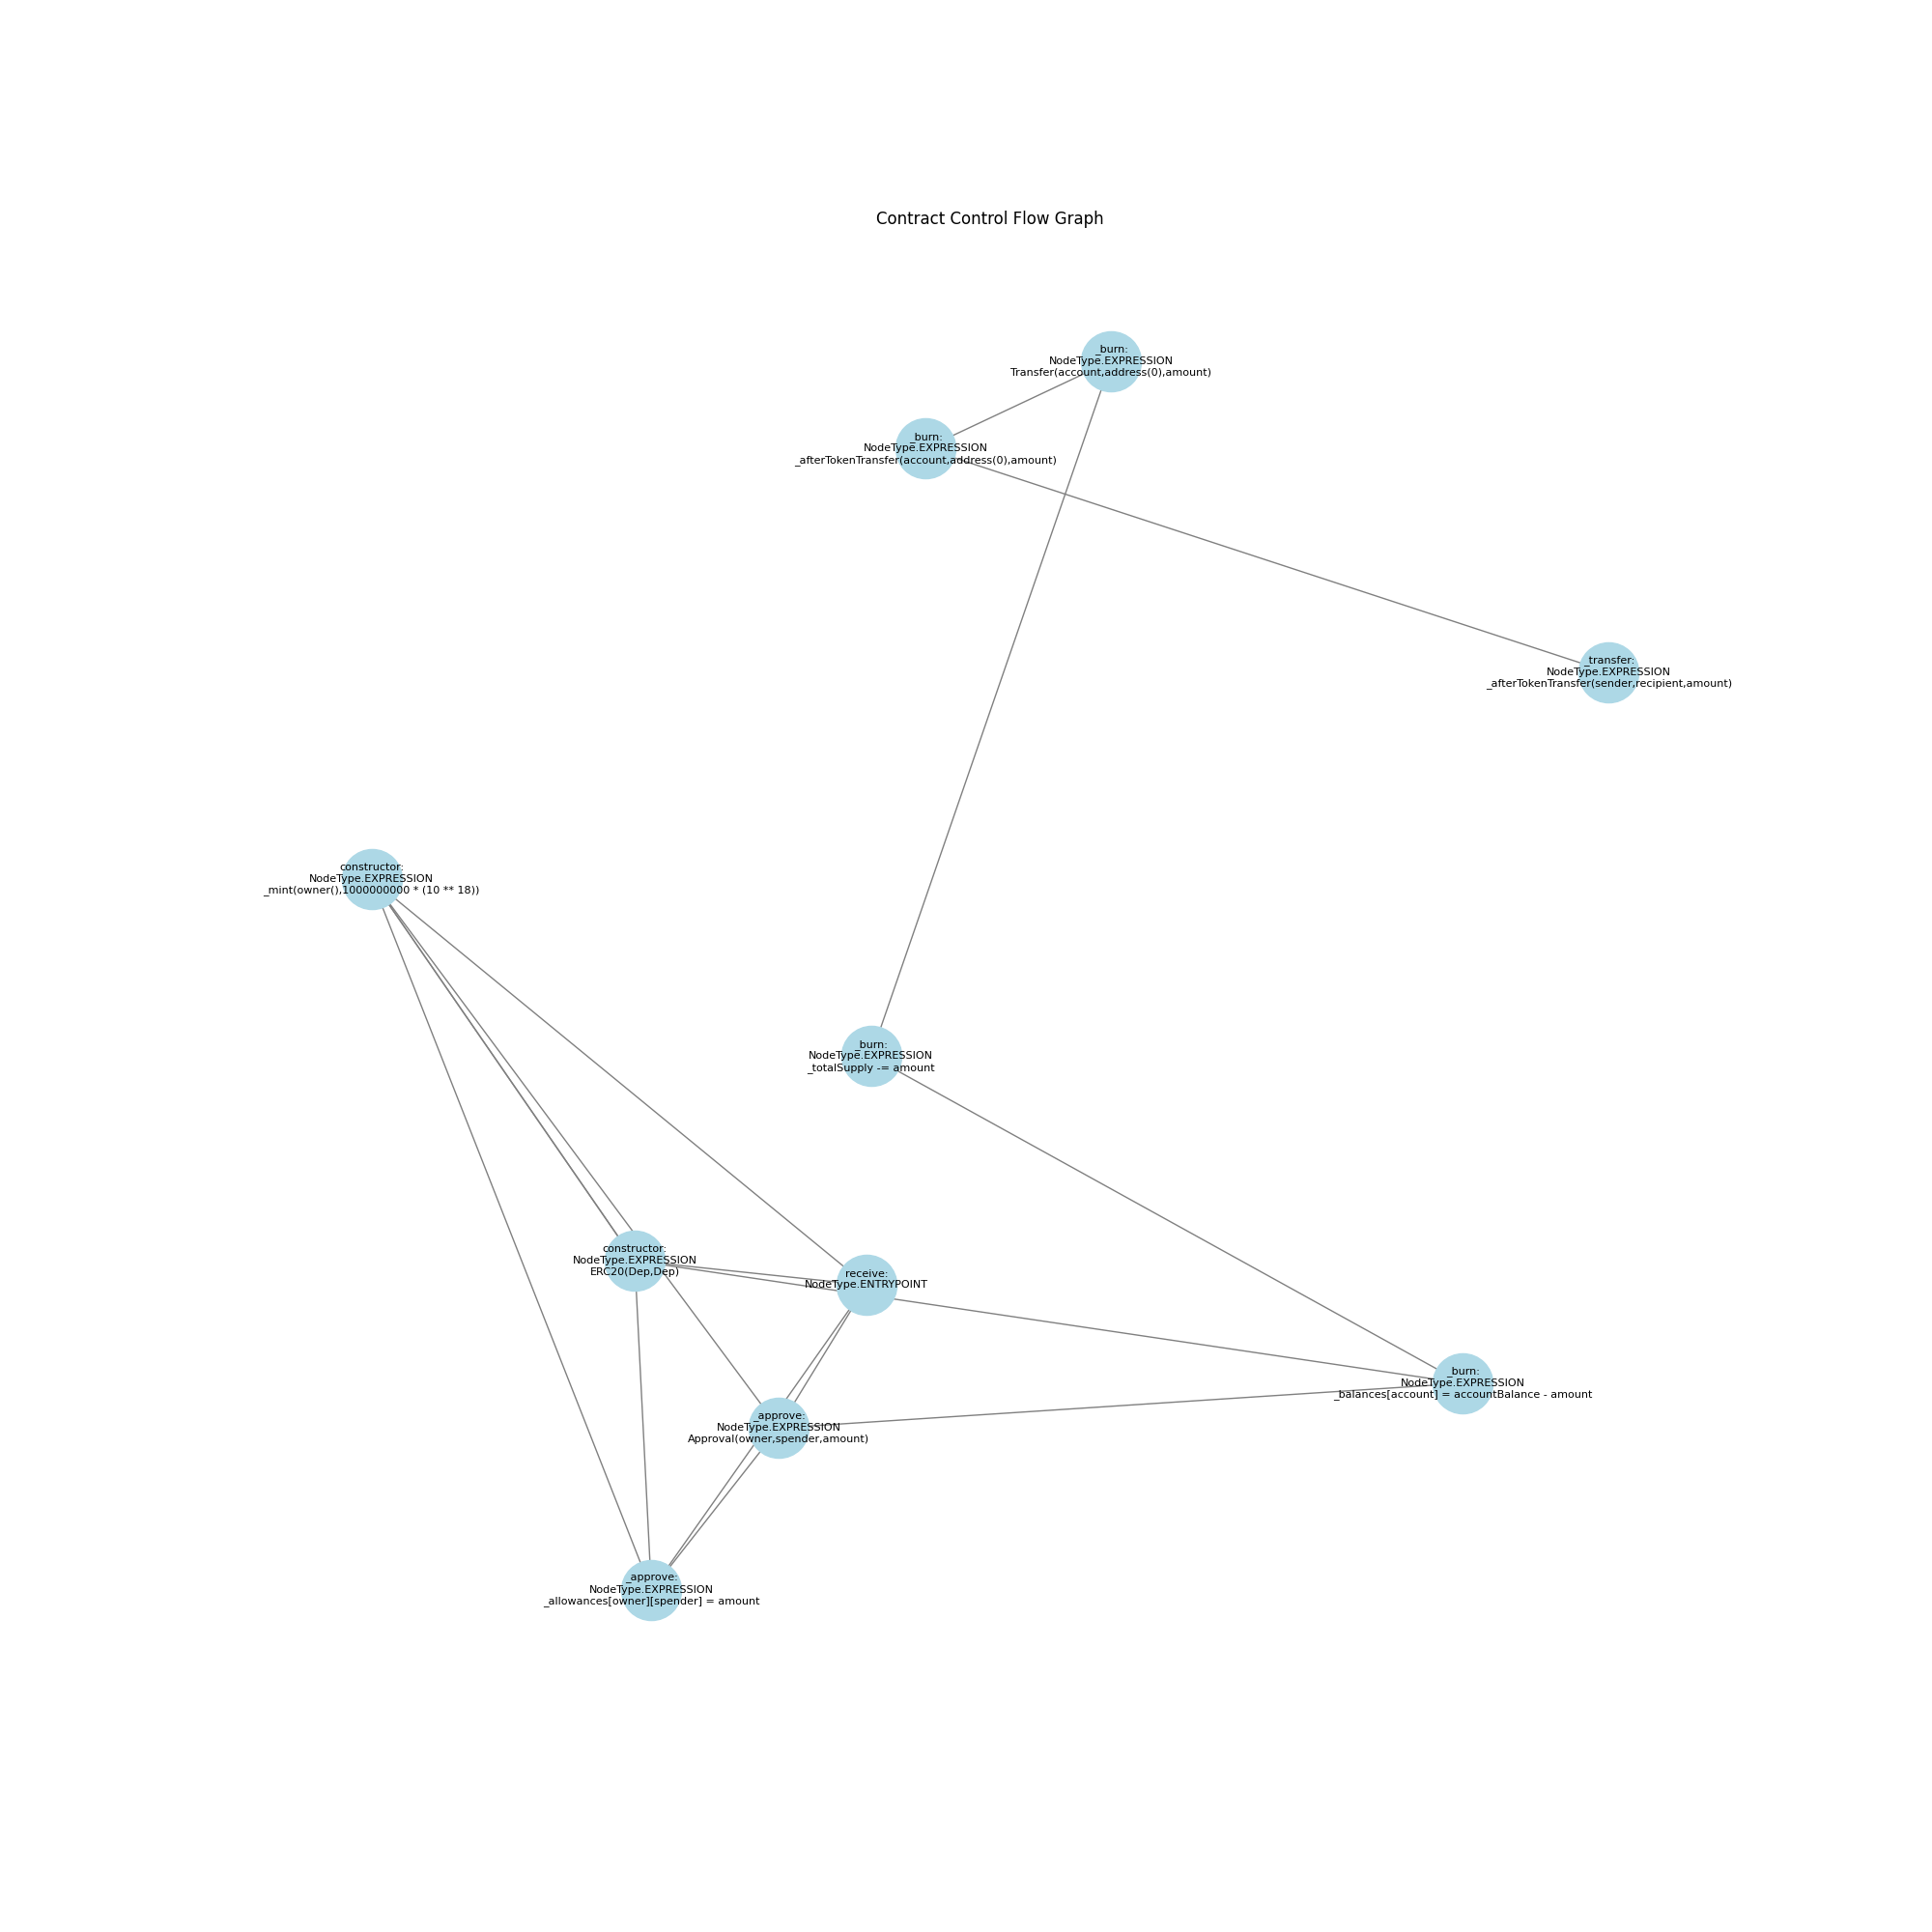 Contract Control Flow Graph
_burn:
NodeType.EXPRESSION
Transfer(account,address(0),amount)
_burn:
NodeType.EXPRESSION
_afterTokenTransfer(account,address(0),amount)
_transfer:
NodeType.EXPRESSION
_afterTokenTransfer(sender,recipient,amount)
constructor:
NodeType.EXPRESSION
_mint(owner(),1000000000 * (10 ** 18))
_burn:
NodeType.EXPRESSION
_totalSupply -= amount
constructor:
NodeType.EXPRESSION
ERC20(Dep,Dep)
receive:
NodeType.ENTRYPOINT
_burn:
NodeType.EXPRESSION
_balances[account] = accountBalance - amount
_approve:
NodeType.EXPRESSION
Approval(owner,spender,amount)
_approve:
NodeType.EXPRESSION
_allowances[owner][spender] = amount